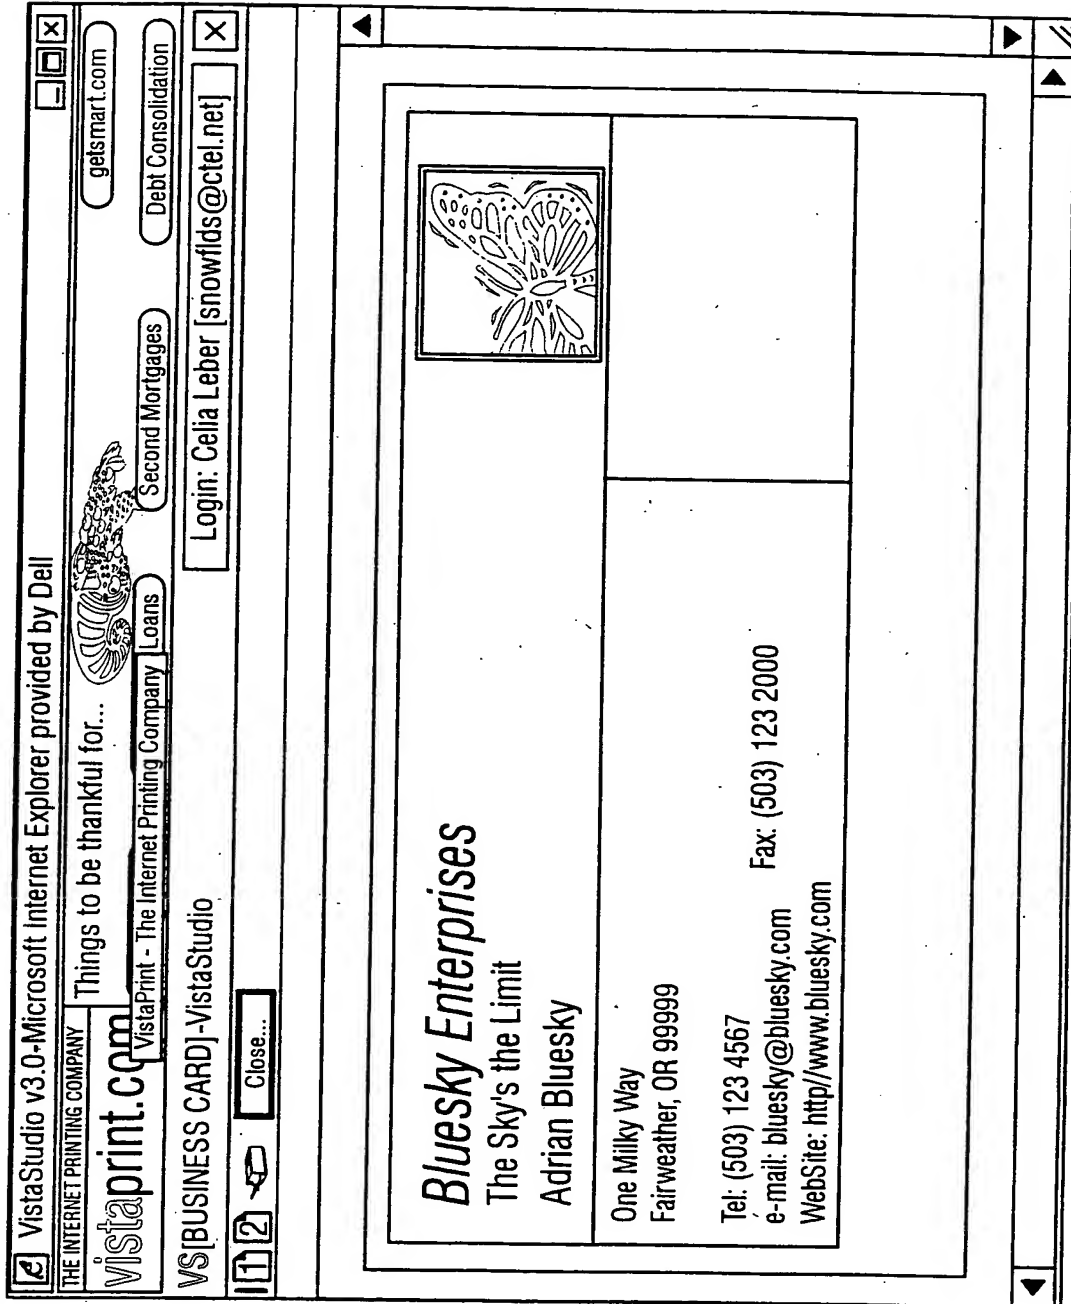 VistaStudio v3.0-Microsoft Internet Explorer provided by Dell
THE INTERNET PRINTING COMPANY
vistaprint.com
Things to be thankful for...
getsmart.com
VistaPrint - The Internet Printing Company
Loans
Second Mortgages
Debt Consolidation
VS[BUSINESS CARD]-VistaStudio
Login: Celia Leber [snowflds@ctel.net]
1 2 Close...
Bluesky Enterprises
The Sky's the Limit
Adrian Bluesky
One Milky Way
Fairweather, OR 99999
Tel: (503) 123 4567
e-mail: bluesky@bluesky.com
Fax: (503) 123 2000
WebSite: http//www.bluesky.com